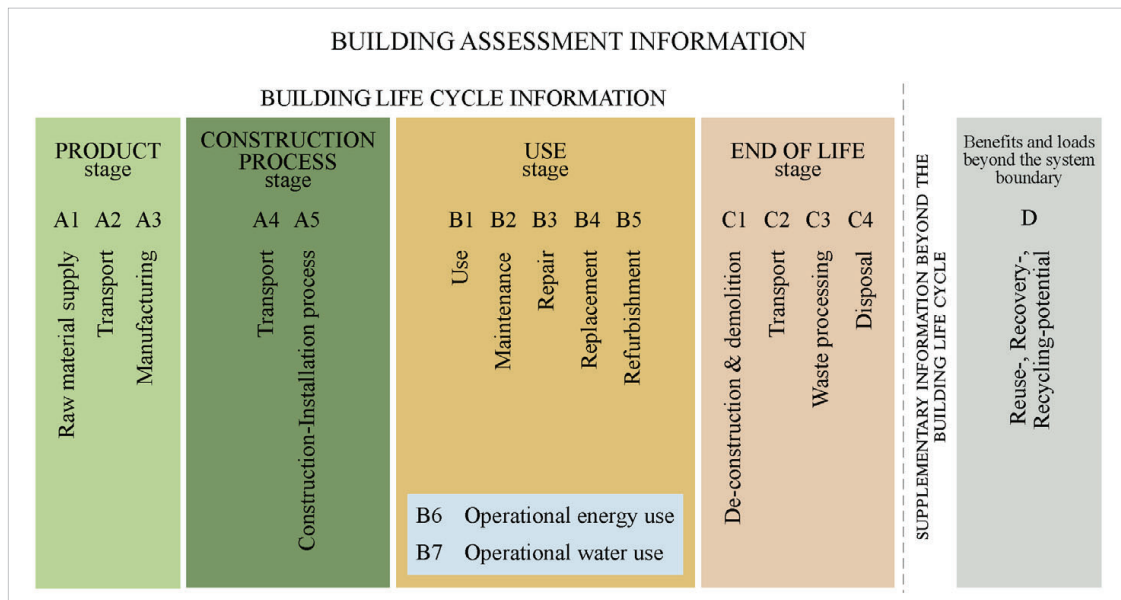 BUILDING ASSESSMENT INFORMATION
BUILDING LIFE CYCLE INFORMATION
PRODUCT
stage
A1 A2 A3
Raw material supply
Transport
Manufacturing
CONSTRUCTION
PROCESS
stage
A4 A5
Transport
Construction-Installation process
USE
stage
B1 B2 B3 B4 B5
Use
Maintenance
Repair
Replacement
Refurbishment
B6 Operational energy use
B7 Operational water use
END OF LIFE
stage
C1 C2 C3 C4
De-construction & demolition
Transport
Waste processing
Disposal
SUPPLEMENTARY INFORMATION BEYOND THE
BUILDING LIFE CYCLE
Benefits and loads
beyond the system
boundary
D
Reuse-, Recovery-,
Recycling-potential